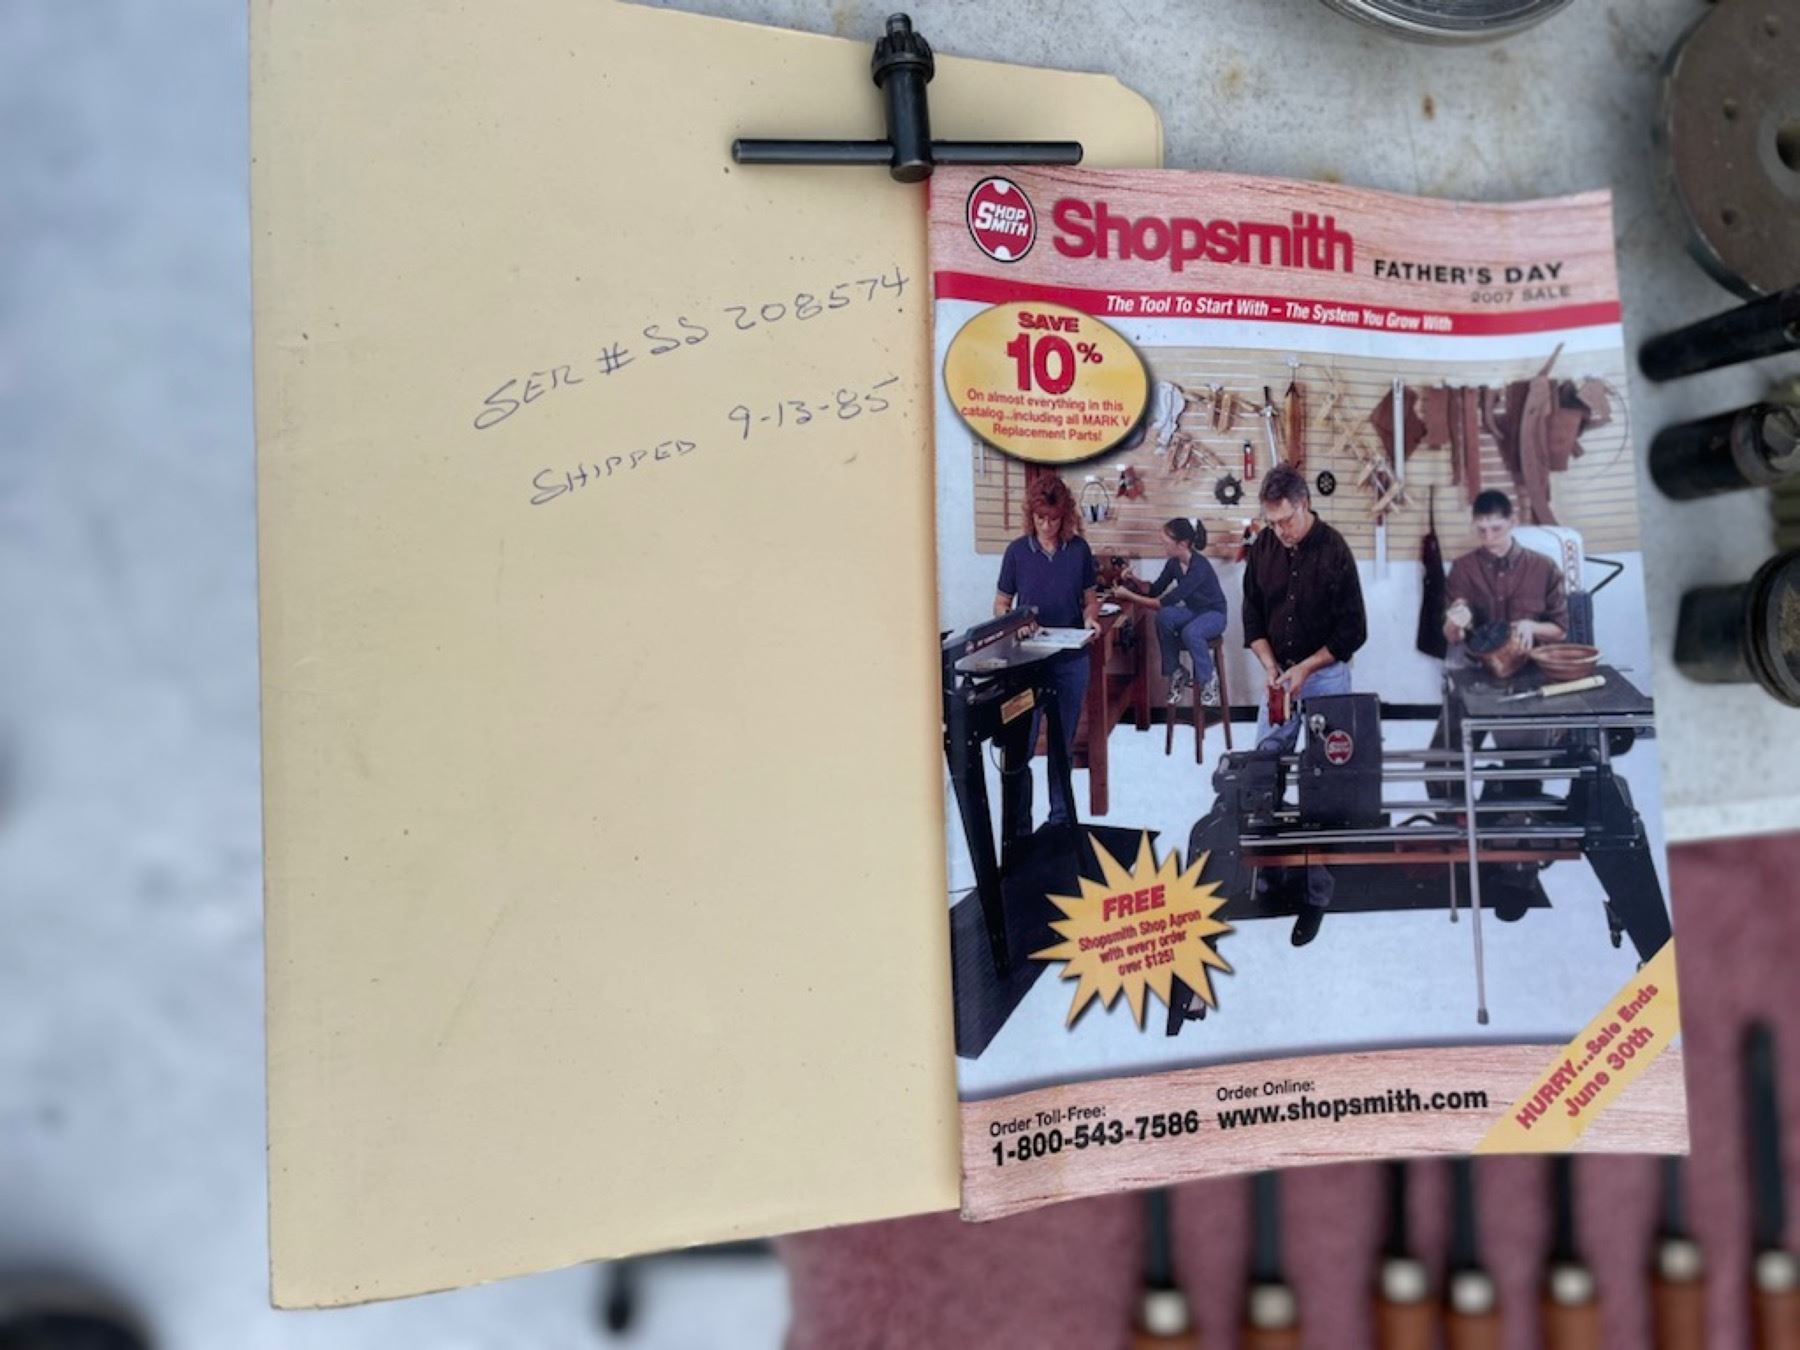 SER # SS 208574
SHIPPED 9-13-85
SHOP
SMITH
Shopsmith
FATHER'S DAY
2007 SALE
The Tool To Start With – The System You Grow With
SAVE
10%
On almost everything in this
catalog...including all MARK V
Replacement Parts!
FREE
Shopsmith Shop Apron
with every order
over $125!
HURRY...Sale Ends
June 30th
Order Toll-Free:
1-800-543-7586
Order Online:
www.shopsmith.com